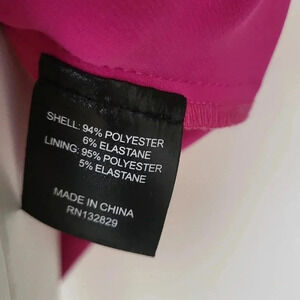 SHELL: 94% POLYESTER
6% ELASTANE
LINING: 95% POLYESTER
5% ELASTANE
MADE IN CHINA
RN132829